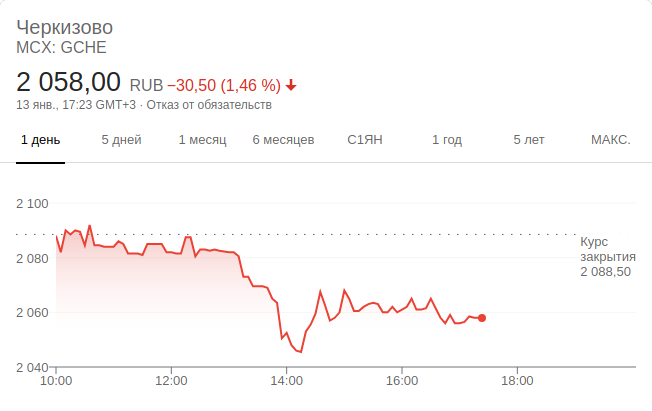 Черкизово
MCX: GCHE
2 058,00 RUB −30,50 (1,46 %)
13 янв., 17:23 GMT+3 · Отказ от обязательств
1 день 5 дней 1 месяц 6 месяцев С1ЯН 1 год 5 лет МАКС.
2 100
Курс
закрытия
2 088,50
2 080
2 060
2 040
10:00 12:00 14:00 16:00 18:00